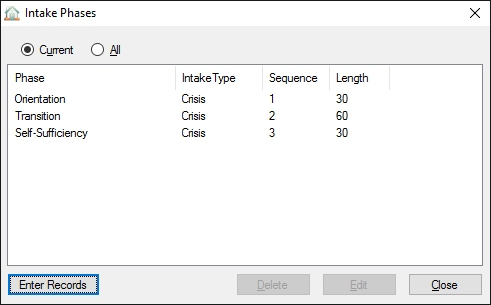 Intake Phases
Current All
Phase IntakeType Sequence Length
Orientation Crisis 1 30
Transition Crisis 2 60
Self-Sufficiency Crisis 3 30
Enter Records Delete Edit Close